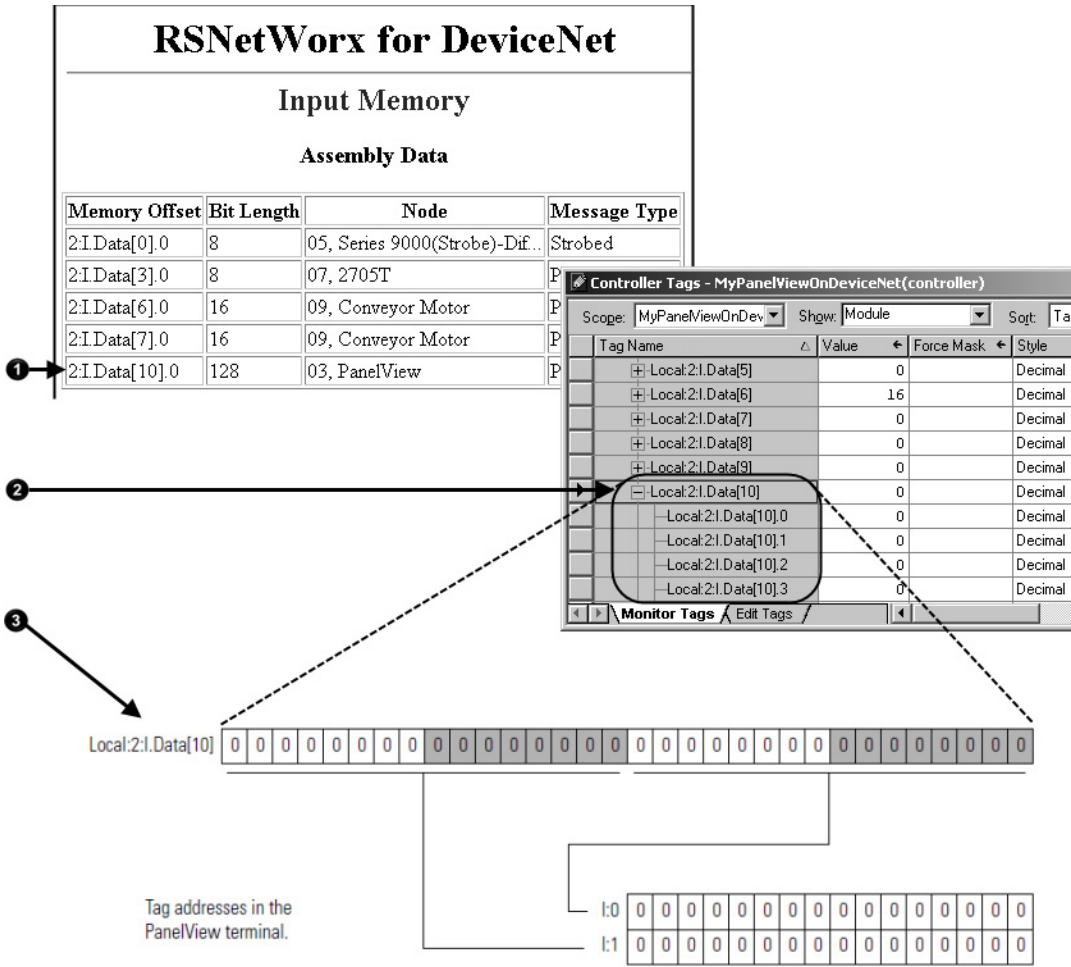 RSNetWorx for DeviceNet
Input Memory
Assembly Data
Memory Offset Bit Length Node Message Type
2:I.Data[0].0 8 05, Series 9000(Strobe)-Dif... Strobed
2:I.Data[3].0 8 07, 2705T P
2:I.Data[6].0 16 09, Conveyor Motor P
2:I.Data[7].0 16 09, Conveyor Motor P
1 2:I.Data[10].0 128 03, PanelView P
Controller Tags - MyPanelViewOnDeviceNet(controller)
Scope: MyPanelViewOnDev Show: Module Sort: Ta
Tag Name Value Force Mask Style
Local:2:I.Data[5] 0 Decimal
Local:2:I.Data[6] 16 Decimal
Local:2:I.Data[7] 0 Decimal
Local:2:I.Data[8] 0 Decimal
Local:2:I.Data[9] 0 Decimal
2 Local:2:I.Data[10] 0 Decimal
Local:2:I.Data[10].0 0 Decimal
Local:2:I.Data[10].1 0 Decimal
Local:2:I.Data[10].2 0 Decimal
Local:2:I.Data[10].3 0 Decimal
Monitor Tags Edit Tags
3
Local:2:I.Data[10] 0 0 0 0 0 0 0 0 0 0 0 0 0 0 0 0 0 0 0 0 0 0 0 0 0 0 0 0 0 0 0 0
Tag addresses in the
PanelView terminal.
I:0 0 0 0 0 0 0 0 0 0 0 0 0 0 0 0 0
I:1 0 0 0 0 0 0 0 0 0 0 0 0 0 0 0 0